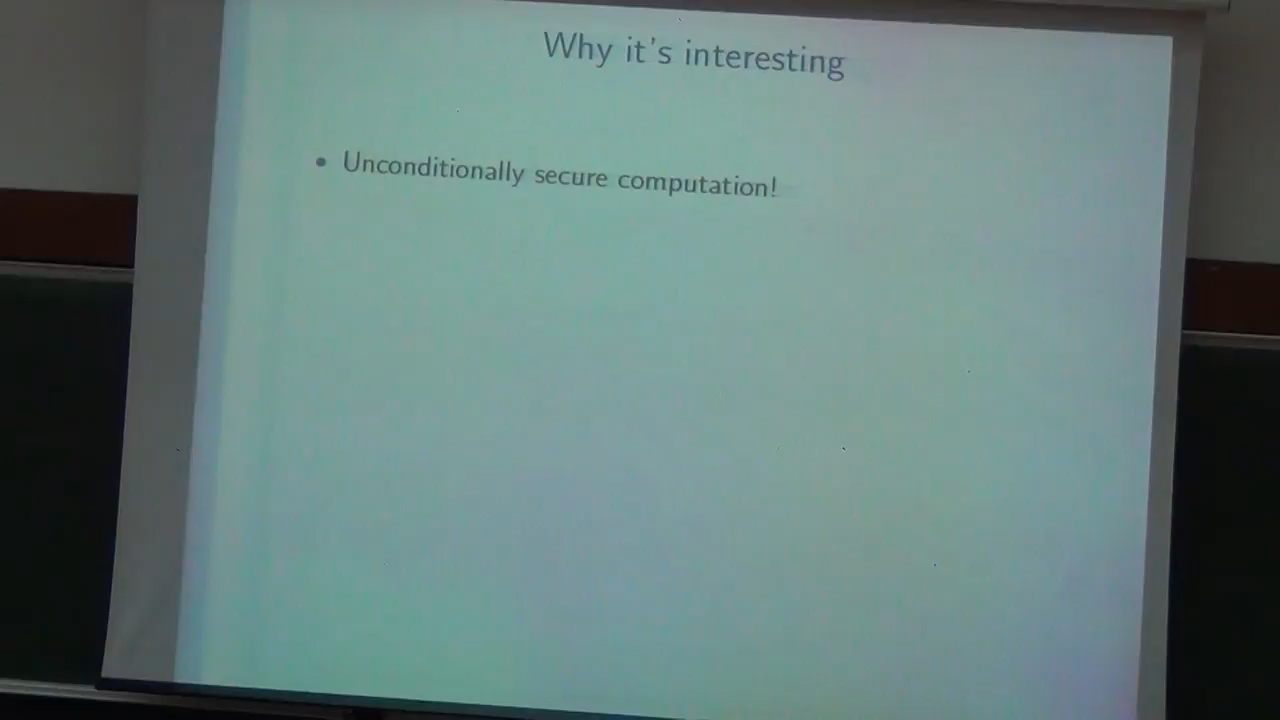 Why it's interesting
• Unconditionally secure computation!